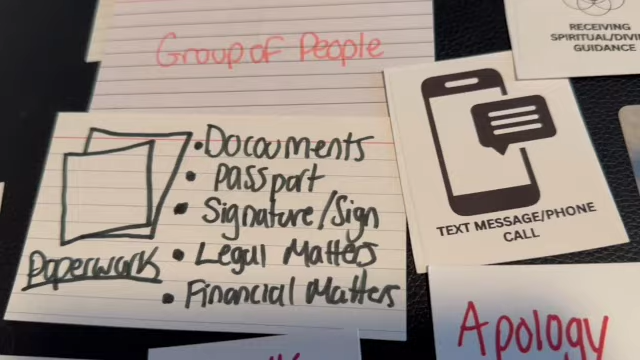 Group of People
RECEIVING
SPIRITUAL/DIVI
GUIDANCE
• Docouments
• Passport
• Signature/Sign
• Legal Matters
• Financial Matters
Paperwork
TEXT MESSAGE/PHONE
CALL
Apology